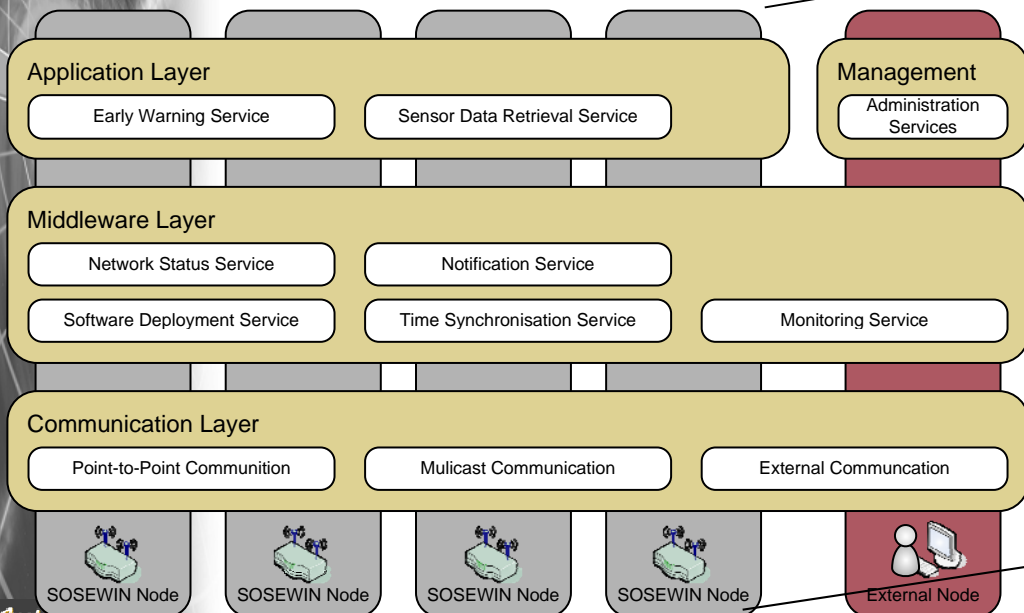 Application Layer
Early Warning Service
Sensor Data Retrieval Service
Management
Administration
Services
Middleware Layer
Network Status Service
Notification Service
Software Deployment Service
Time Synchronisation Service
Monitoring Service
Communication Layer
Point-to-Point Communition
Mulicast Communication
External Communcation
SOSEWIN Node
SOSEWIN Node
SOSEWIN Node
SOSEWIN Node
External Node